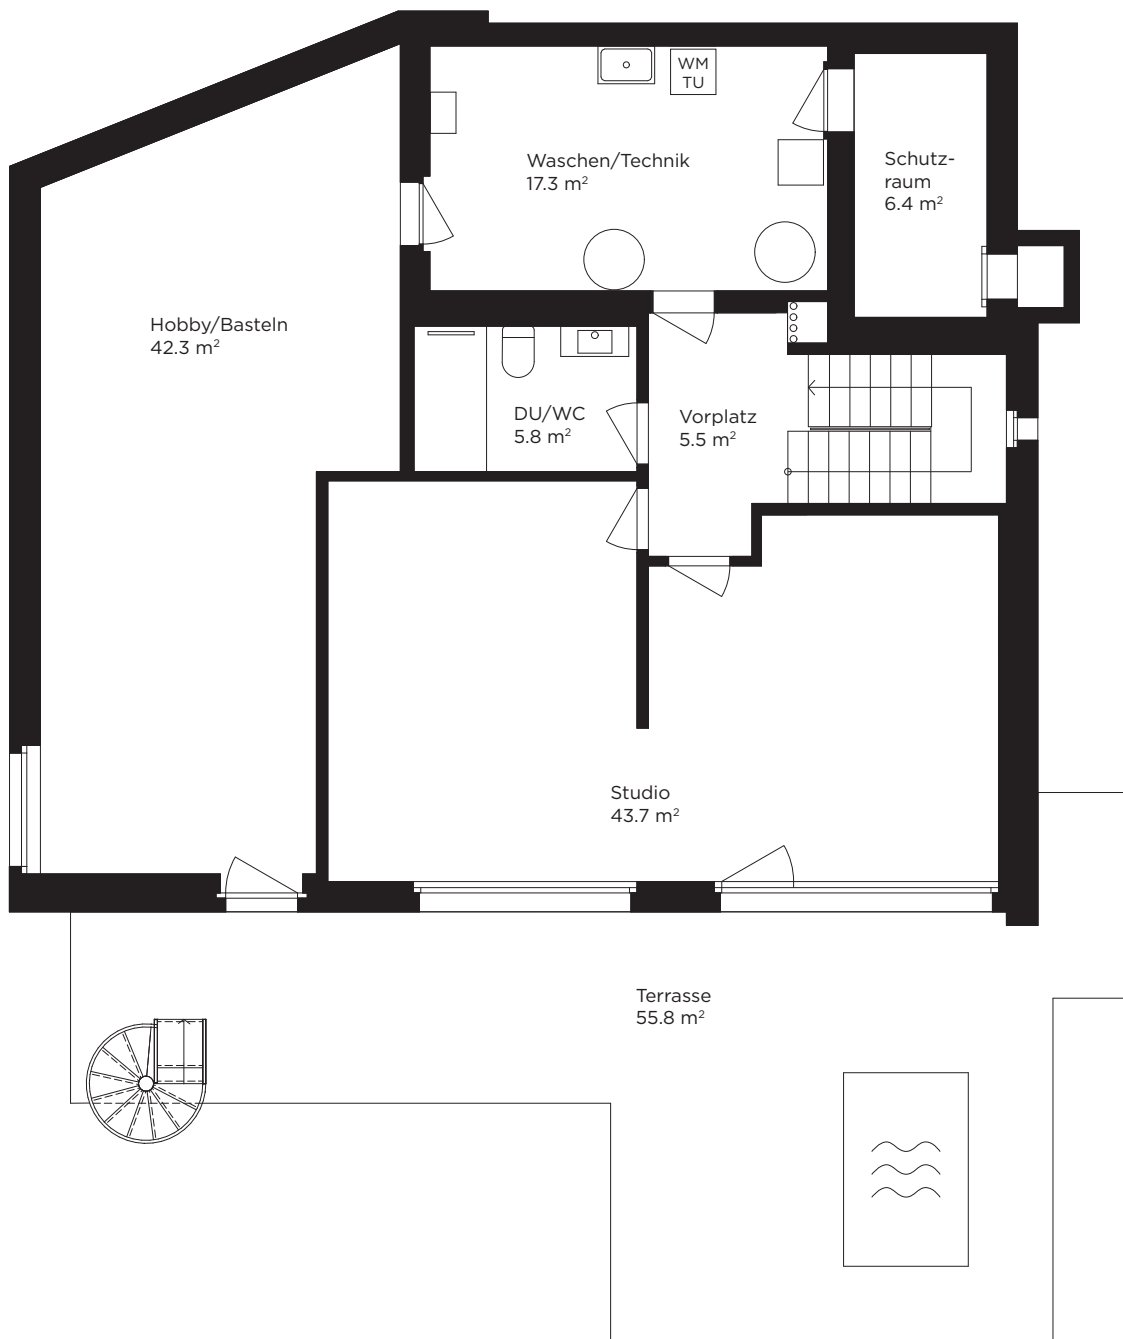 WM
TU
Waschen/Technik
17.3 m²
Schutz-
raum
6.4 m²
Hobby/Basteln
42.3 m²
DU/WC
5.8 m²
Vorplatz
5.5 m²
Studio
43.7 m²
Terrasse
55.8 m²